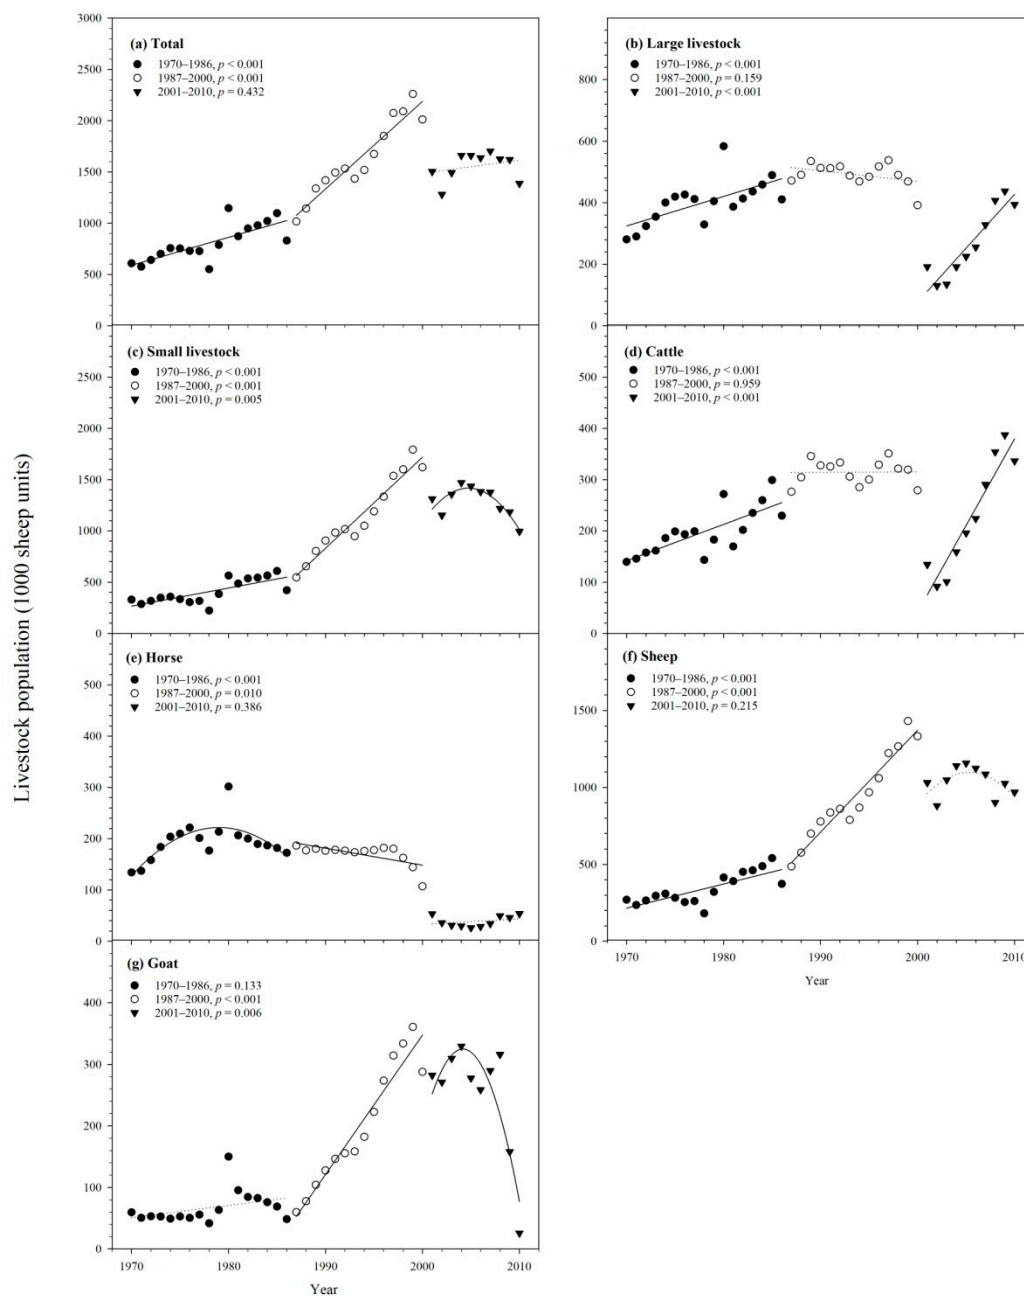 Livestock population (1000 sheep units)
3000
2500
2000
1500
1000
500
0
(a) Total
1970–1986, p < 0.001
1987–2000, p < 0.001
2001–2010, p = 0.432
800
600
400
200
0
(b) Large livestock
1970–1986, p < 0.001
1987–2000, p = 0.159
2001–2010, p < 0.001
2500
2000
1500
1000
500
0
(c) Small livestock
1970–1986, p < 0.001
1987–2000, p < 0.001
2001–2010, p = 0.005
500
400
300
200
100
0
(d) Cattle
1970–1986, p < 0.001
1987–2000, p = 0.959
2001–2010, p < 0.001
500
400
300
200
100
0
(e) Horse
1970–1986, p < 0.001
1987–2000, p = 0.010
2001–2010, p = 0.386
1500
1000
500
0
(f) Sheep
1970–1986, p < 0.001
1987–2000, p < 0.001
2001–2010, p = 0.215
1970 1980 1990 2000 2010
Year
400
300
200
100
0
(g) Goat
1970–1986, p = 0.133
1987–2000, p < 0.001
2001–2010, p = 0.006
1970 1980 1990 2000 2010
Year